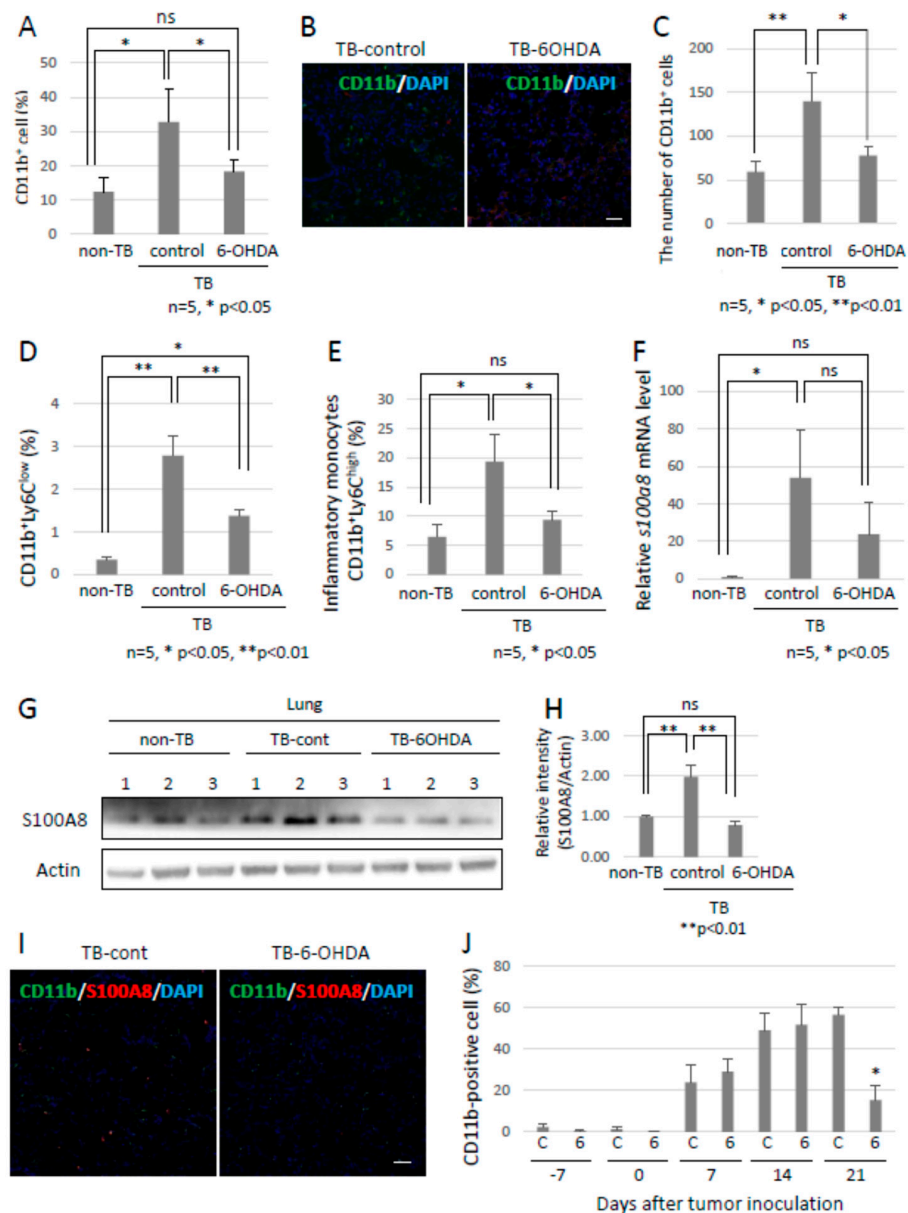 A
ns
*
*
CD11b⁺ cell (%)
50
40
30
20
10
0
non-TB control 6-OHDA
TB
n=5, * p<0.05
B
TB-control TB-6OHDA
CD11b/DAPI CD11b/DAPI
C
** *
The number of CD11b⁺ cells
200
150
100
50
0
non-TB control 6-OHDA
TB
n=5, * p<0.05, **p<0.01
D
*
** **
CD11b⁺Ly6Cˡᵒʷ (%)
4
3
2
1
0
non-TB control 6-OHDA
TB
n=5, * p<0.05, **p<0.01
E
ns
* *
Inflammatory monocytes
CD11b⁺Ly6Cʰⁱᵍʰ (%)
30
25
20
15
10
5
0
non-TB control 6-OHDA
TB
n=5, * p<0.05
F
ns
* ns
Relative s100a8 mRNA level
100
80
60
40
20
0
non-TB control 6-OHDA
TB
n=5, * p<0.05
G
Lung
non-TB TB-cont TB-6OHDA
1 2 3 1 2 3 1 2 3
S100A8
Actin
H
ns
** **
Relative intensity
(S100A8/Actin)
3.00
2.00
1.00
0.00
non-TB control 6-OHDA
TB
**p<0.01
I
TB-cont TB-6-OHDA
CD11b/S100A8/DAPI CD11b/S100A8/DAPI
J
CD11b-positive cell (%)
80
60
40
20
0
*
C 6 C 6 C 6 C 6 C 6
-7 0 7 14 21
Days after tumor inoculation